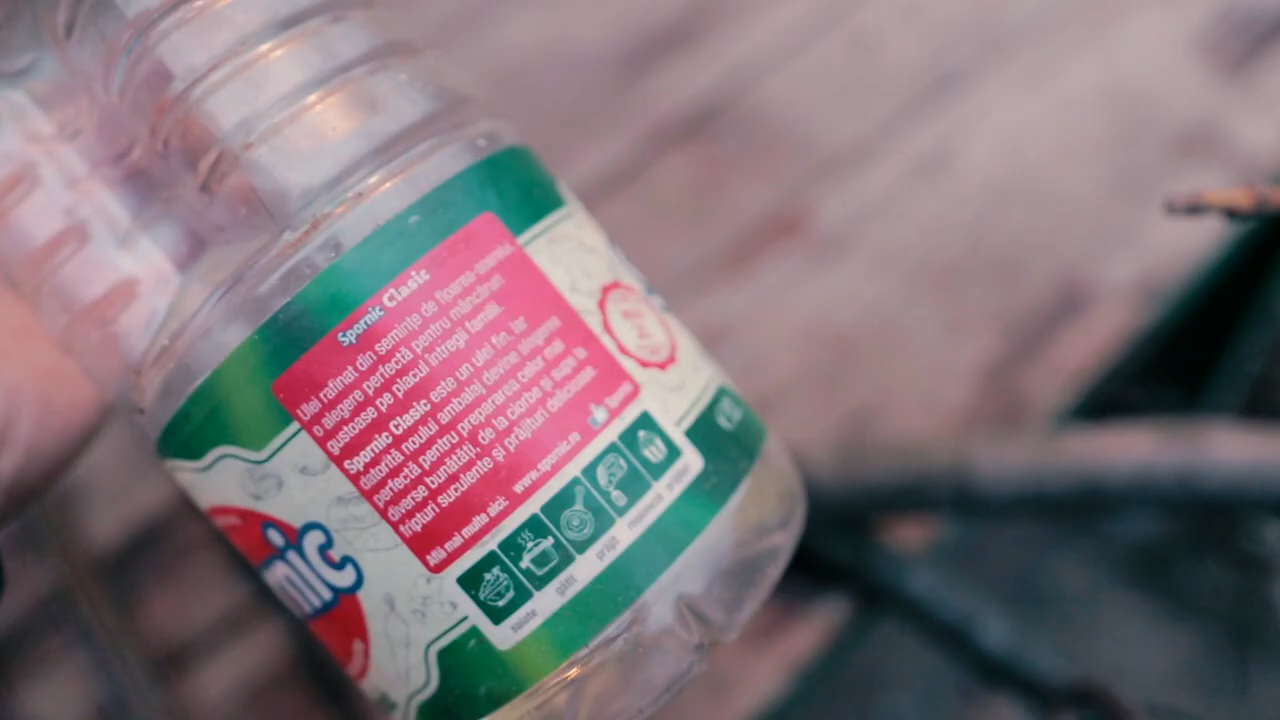 Spornic Clasic
Ulei rafinat din semințe de floarea-soarelui,
o alegere perfectă pentru mâncăruri
gustoase pe placul întregii familii.
Spornic Clasic este un ulei fin, iar
datorită noului ambalaj devine alegerea
perfectă pentru prepararea celor mai
diverse bunătăți, de la ciorbe și supe la
fripturi suculente și prăjituri delicioase.
Află mai multe aici: www.spornic.ro
salate gătit prăjit maioneză prăjituri
nic